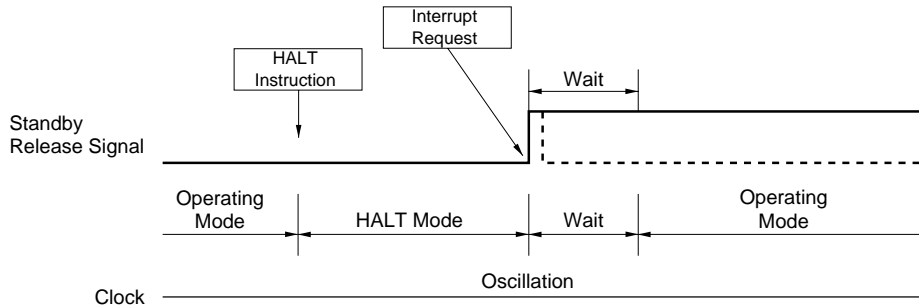 Interrupt
Request
HALT
Instruction
Wait
Standby
Release Signal
Operating
Mode
HALT Mode
Wait
Operating
Mode
Oscillation
Clock